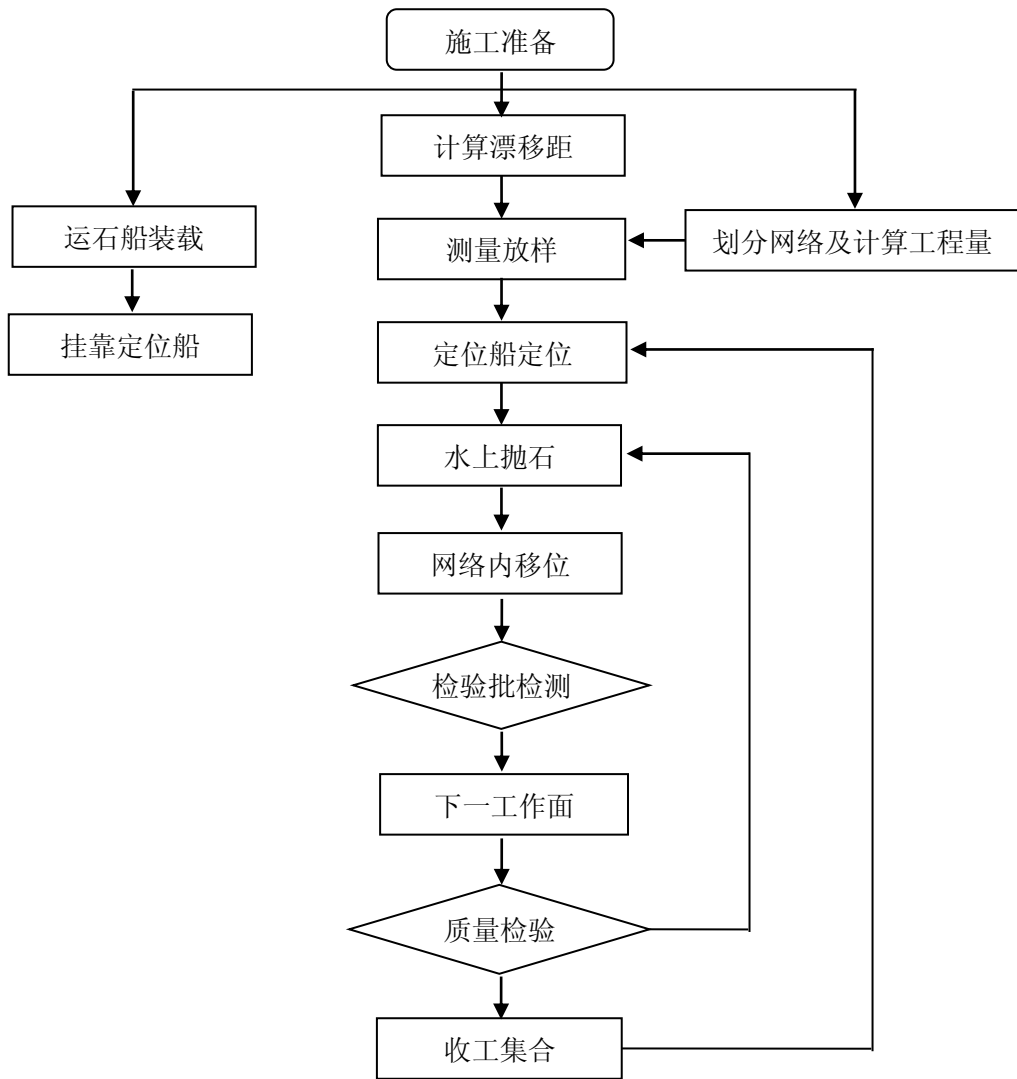 施工准备
计算漂移距
运石船装载
测量放样
划分网络及计算工程量
挂靠定位船
定位船定位
水上抛石
网络内移位
检验批检测
下一工作面
质量检验
收工集合